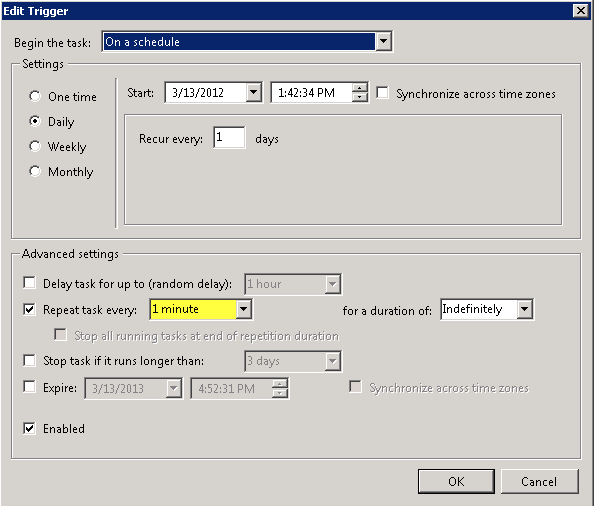 Edit Trigger
Begin the task: On a schedule
Settings
One time
Start: 3/13/2012 1:42:34 PM Synchronize across time zones
Daily
Recur every: 1 days
Weekly
Monthly
Advanced settings
Delay task for up to (random delay): 1 hour
Repeat task every: 1 minute for a duration of: Indefinitely
Stop all running tasks at end of repetition duration
Stop task if it runs longer than: 3 days
Expire: 3/13/2013 4:52:31 PM Synchronize across time zones
Enabled
OK Cancel